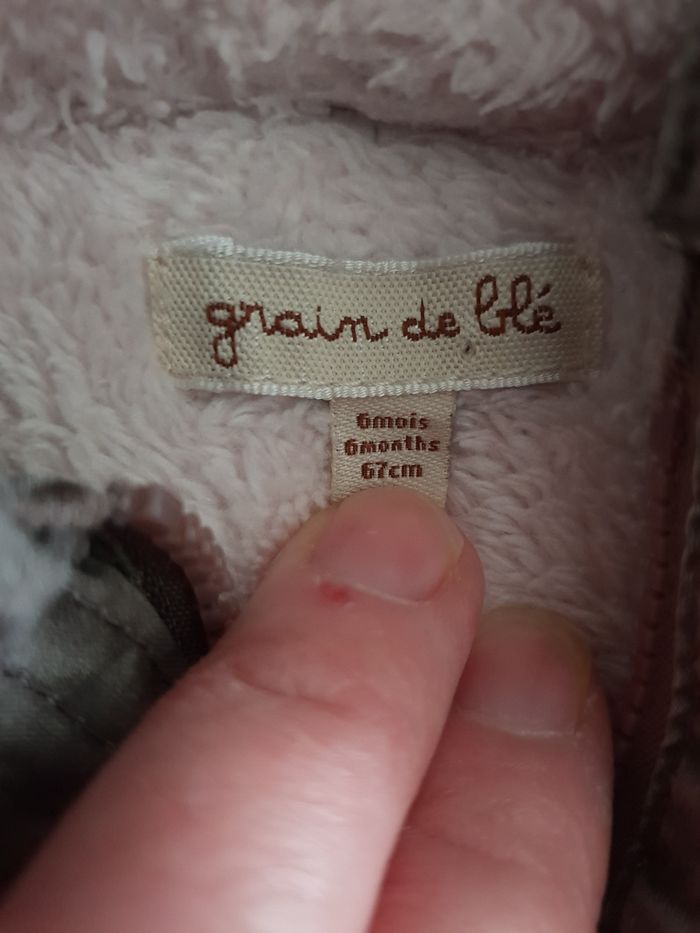 grain de blé
6mois
6months
67cm